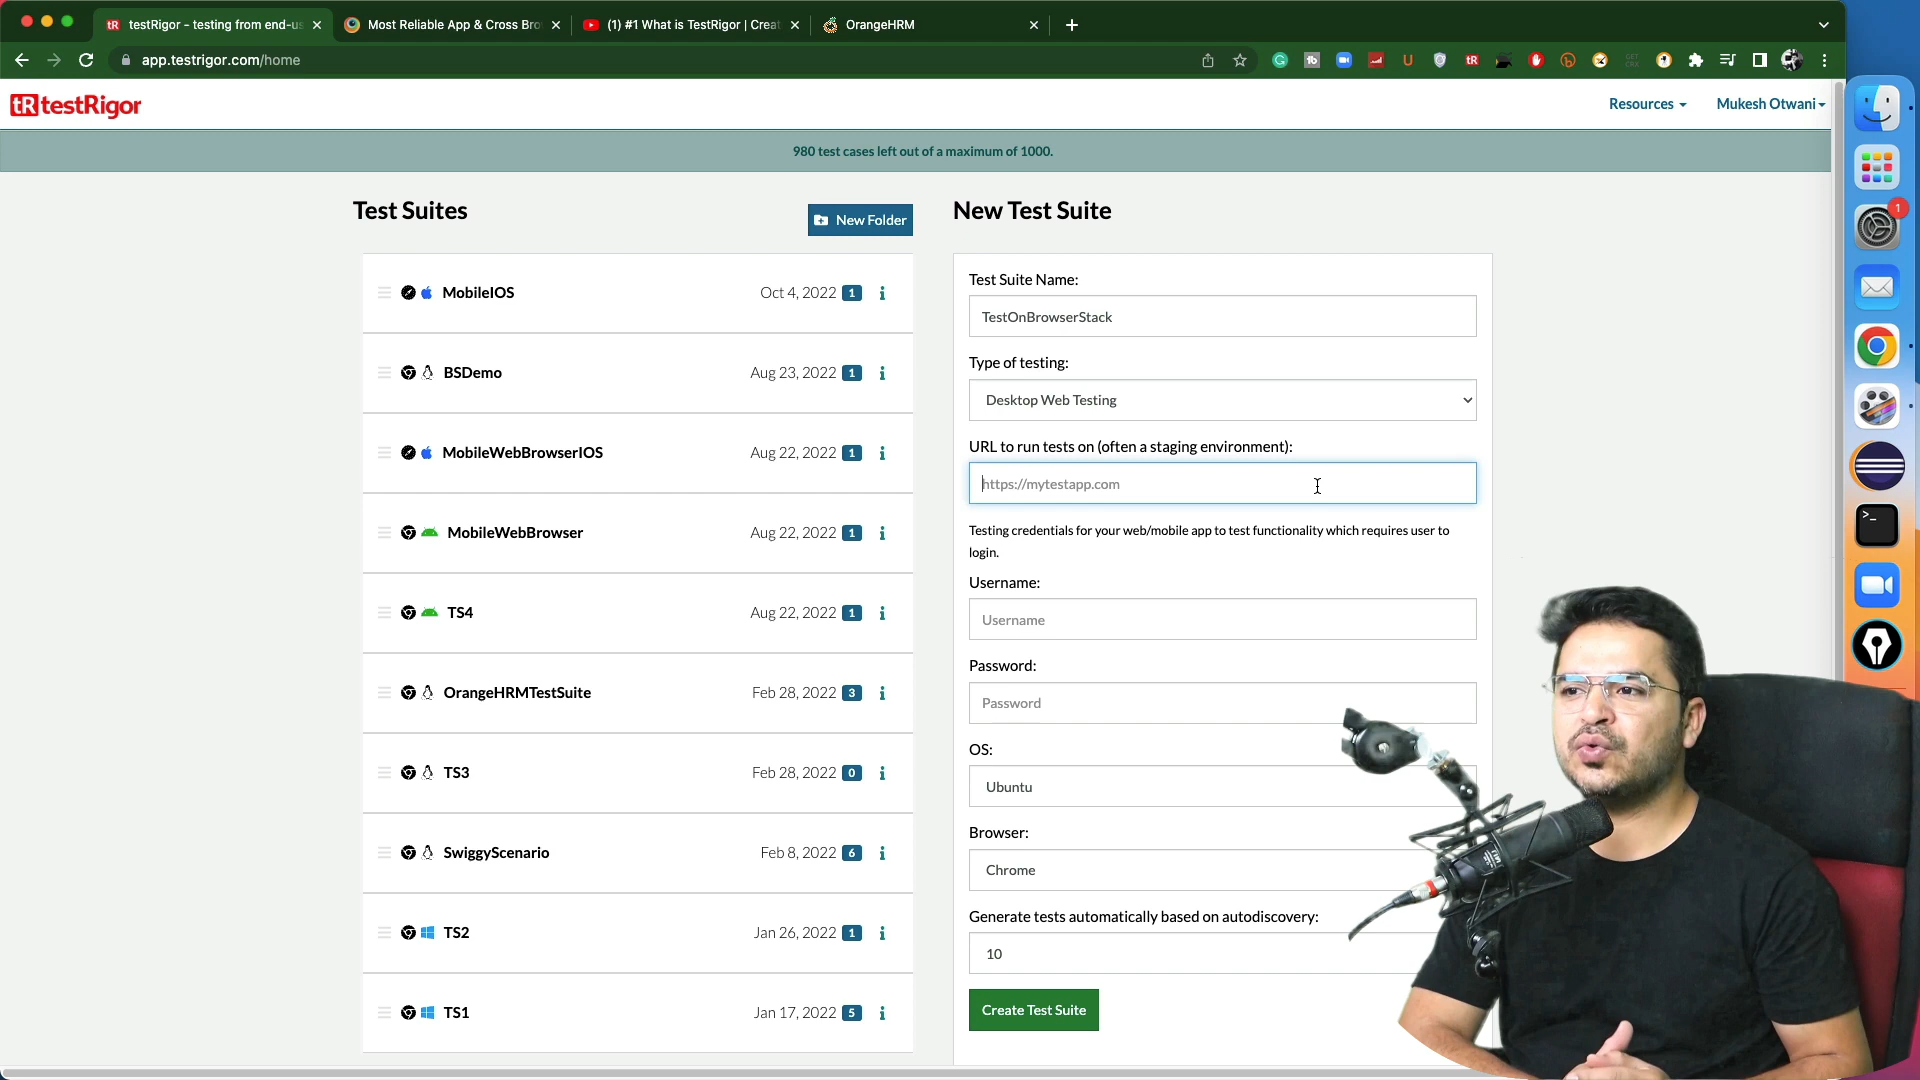 testRigor - testing from end-us
Most Reliable App & Cross Bro
(1) #1 What is TestRigor | Creat
OrangeHRM
app.testrigor.com/home
tR testRigor
Resources
Mukesh Otwani
980 test cases left out of a maximum of 1000.
Test Suites
New Folder
MobileIOS Oct 4, 2022 1
BSDemo Aug 23, 2022 1
MobileWebBrowserIOS Aug 22, 2022 1
MobileWebBrowser Aug 22, 2022 1
TS4 Aug 22, 2022 1
OrangeHRMTestSuite Feb 28, 2022 3
TS3 Feb 28, 2022 0
SwiggyScenario Feb 8, 2022 6
TS2 Jan 26, 2022 1
TS1 Jan 17, 2022 5
New Test Suite
Test Suite Name:
TestOnBrowserStack
Type of testing:
Desktop Web Testing
URL to run tests on (often a staging environment):
https://mytestapp.com
Testing credentials for your web/mobile app to test functionality which requires user to
login.
Username:
Username
Password:
Password
OS:
Ubuntu
Browser:
Chrome
Generate tests automatically based on autodiscovery:
10
Create Test Suite
1